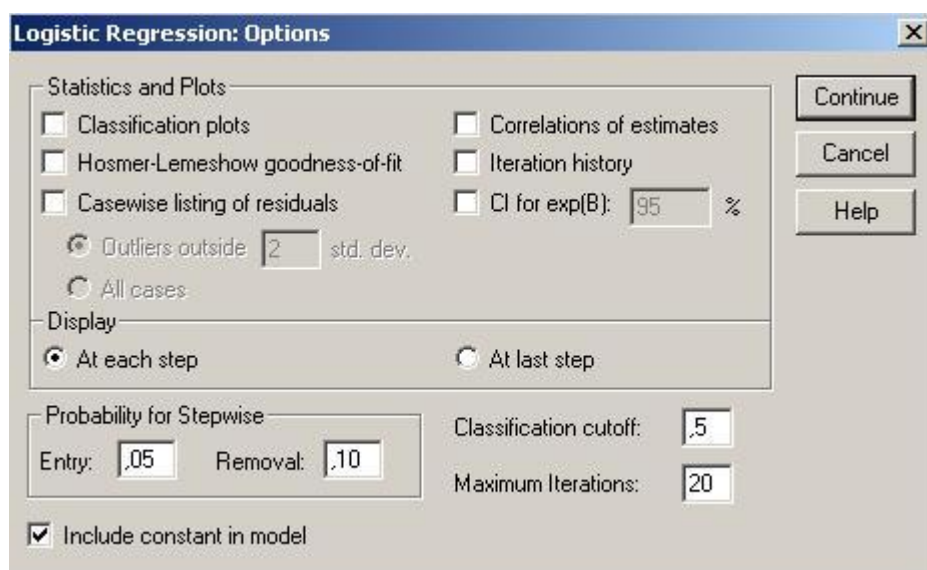 Logistic Regression: Options
Statistics and Plots
Classification plots
Correlations of estimates
Hosmer-Lemeshow goodness-of-fit
Iteration history
Casewise listing of residuals
CI for exp(B): 95 %
Outliers outside 2 std. dev.
All cases
Display
At each step
At last step
Continue
Cancel
Help
Probability for Stepwise
Entry: ,05 Removal: ,10
Classification cutoff: ,5
Maximum Iterations: 20
Include constant in model